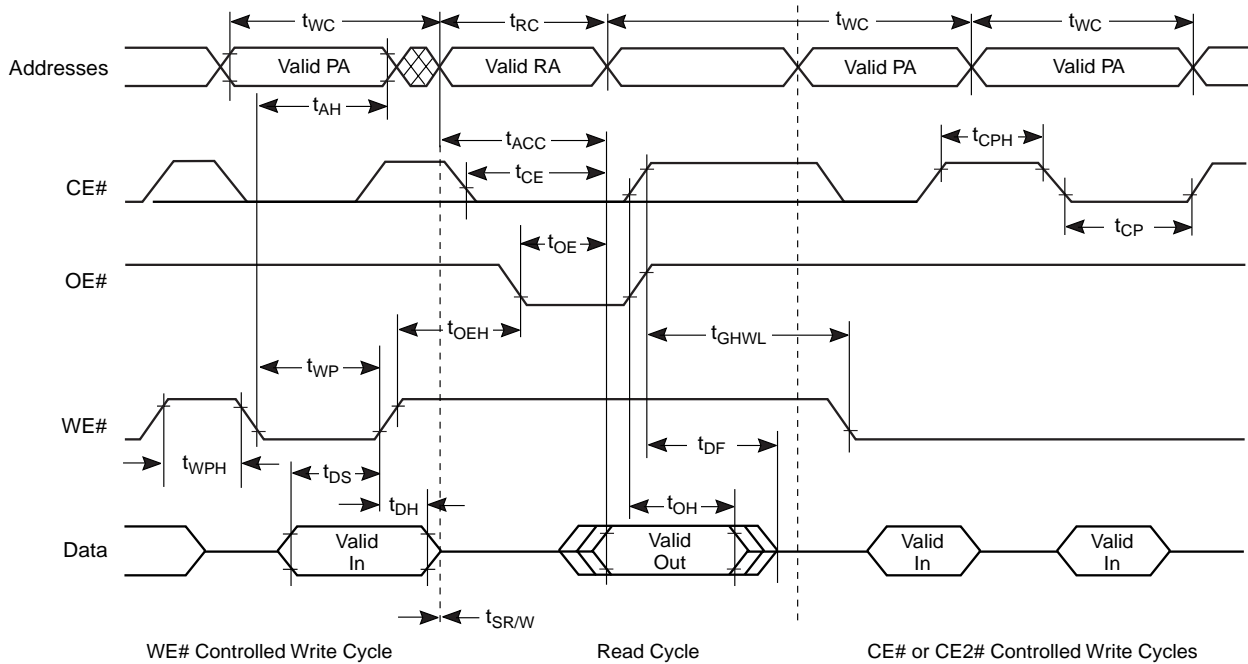 tWC tRC tWC tWC
Addresses Valid PA Valid RA Valid PA Valid PA
tAH
tACC tCPH
CE# tCE
tOE tCP
OE#
tOEH tGHWL
tWP
WE#
tDF
tWPH tDS
tDH tOH
Data Valid In Valid Out Valid In Valid In
tSR/W
WE# Controlled Write Cycle Read Cycle CE# or CE2# Controlled Write Cycles